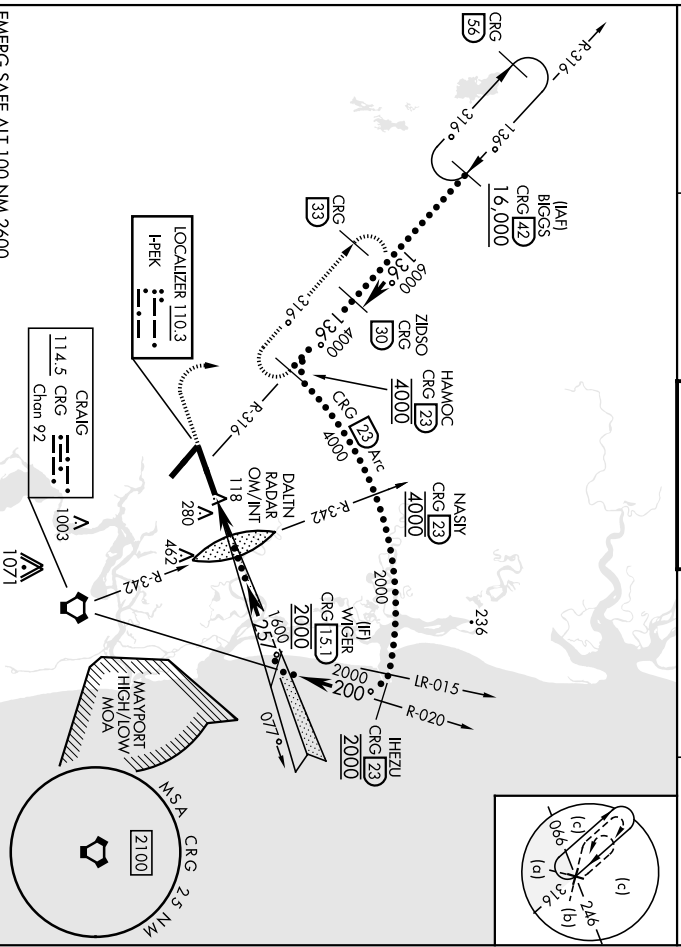 EMERG SAFE ALT 100 NM 2600
CRG
56
R-316
316°
136°
(IAF)
BIGGS
CRG 42
16,000
CRG
33
6000
136°
316°
ZIDSO
CRG
30
4000
136°
HAMOC
CRG 23
4000
R-316
CRG 23 Arc
4000
NASIY
CRG 23
4000
R-342
2000
236
LOCALIZER 110.3
I-PEK
CRAIG
114.5 CRG
Chan 92
DALTN
RADAR
OM/INT
118
280
462
1003
1071
R-342
(IF)
WIGER
CRG 15.1
2000
1600
257°
077°
2000
200°
LR-015
R-020
IHEZU
CRG 23
2000
MAYPORT
HIGH/LOW
MOA
MSA CRG 25 NM
2100
(a)
(b)
(c)
(c)
066
316
246